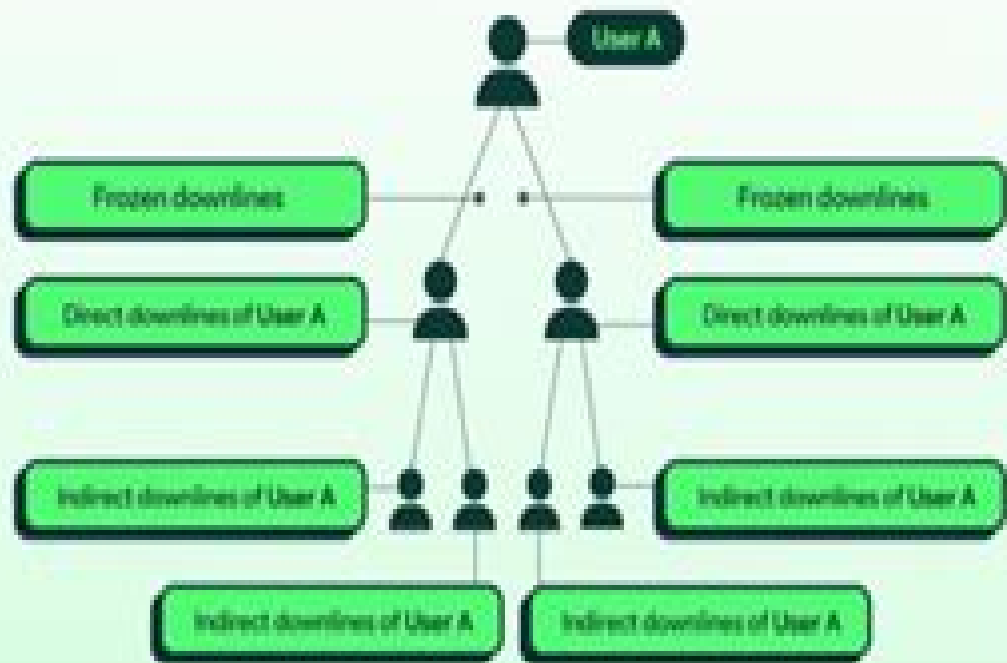 User A
Frozen downlines
Frozen downlines
Direct downlines of User A
Direct downlines of User A
Indirect downlines of User A
Indirect downlines of User A
Indirect downlines of User A
Indirect downlines of User A